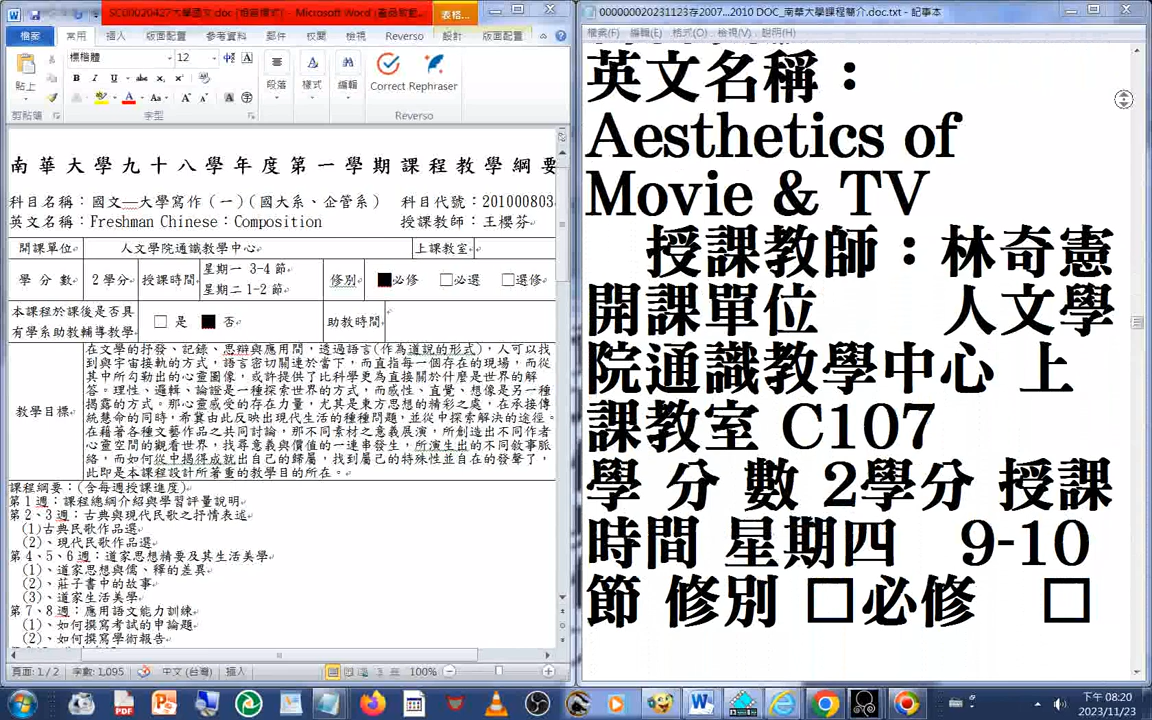 SC00020427大學國文.doc (相容模式) - Microsoft Word (產品啟動...
表格...
檔案 常用 插入 版面配置 參考資料 郵件 校閱 檢視 Reverso 設計 版面配置
標楷體 12
貼上 段落 樣式 編輯 Correct Rephraser
剪貼簿 字型 Reverso
南華大學九十八學年度第一學期課程教學綱要
科目名稱：國文—大學寫作(一)(國大系、企管系) 科目代號：201000803
英文名稱：Freshman Chinese：Composition 授課教師：王櫻芬
開課單位 人文學院通識教學中心 上課教室
學分數 2學分 授課時間 星期一 3-4節
星期二 1-2節
修別 ■必修 □必選 □選修
本課程於課後是否具
有學系助教輔導教學
□ 是 ■ 否 助教時間
教學目標
在文學的抒發、記錄、思辯與應用間，透過語言(作為道說的形式)，人可以找
到與宇宙接軌的方式，語言密切關連於當下，而直指每一個存在的現場，而從
其中所勾勒出的心靈圖像，或許提供了比科學更為直接關於什麼是世界的解
答。理性、邏輯、論證是一種探索世界的方式，而感性、直覺、想像是另一種
揭露的方式。那心靈感受的存在力量，尤其是東方思想的精彩之處，在承接傳
統慧命的同時，希冀由此反映出現代生活的種種問題，並從中探索解決的途徑。
在藉著各種文藝作品之共同討論，那不同素材之意義展演，所創造出不同作者
心靈空間的觀看世界，找尋意義與價值的一連串發生，所演生出的不同敘事脈
絡，而如何從中揭得成就出自己的歸屬，找到屬己的特殊性並自在的發聲了，
此即是本課程設計所著重的教學目的所在。
課程綱要：(含每週授課進度)
第1週：課程總綱介紹與學習評量說明
第2、3週：古典與現代民歌之抒情表述
(1)古典民歌作品選
(2)、現代民歌作品選
第4、5、6週：道家思想精要及其生活美學
(1)、道家思想與儒、釋的差異
(2)、莊子書中的故事
(3)、道家生活美學
第7、8週：應用語文能力訓練
(1)、如何撰寫考試的申論題
(2)、如何撰寫學術報告
頁面：1/2 字數：1,095 中文(台灣) 插入 100%
000000020231123存2007...2010 DOC_南華大學課程簡介.doc.txt - 記事本
檔案(F) 編輯(E) 格式(O) 檢視(V) 說明(H)
英文名稱：
Aesthetics of
Movie & TV
授課教師：林奇憲
開課單位 人文學
院通識教學中心 上
課教室 C107
學 分 數 2學分 授課
時間 星期四 9-10
節 修別 □必修 □
下午 08:20
2023/11/23